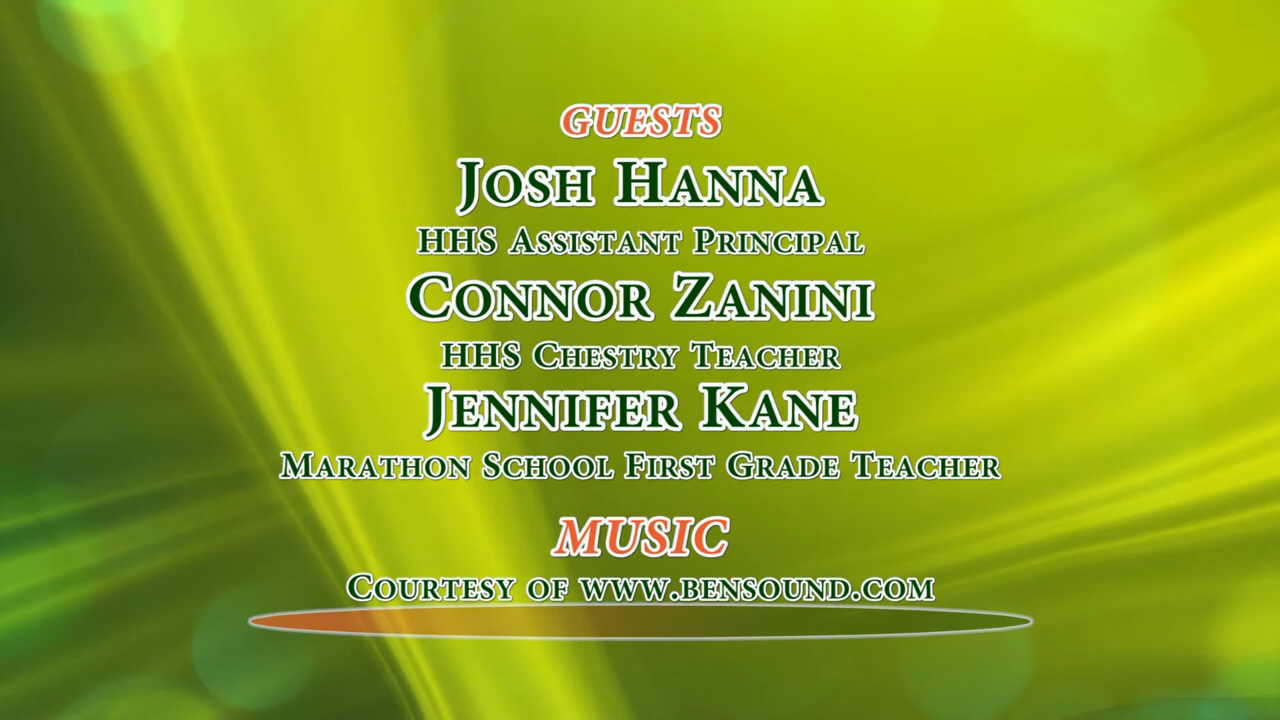 GUESTS
JOSH HANNA
HHS ASSISTANT PRINCIPAL
CONNOR ZANINI
HHS CHESTRY TEACHER
JENNIFER KANE
MARATHON SCHOOL FIRST GRADE TEACHER
MUSIC
COURTESY OF WWW.BENSOUND.COM